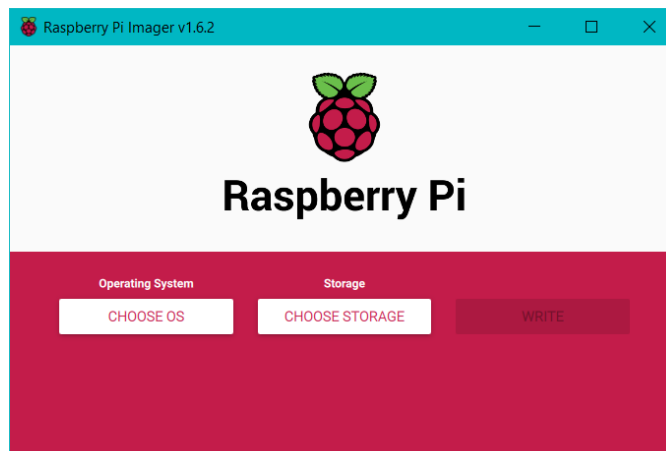 Raspberry Pi Imager v1.6.2
Raspberry Pi
Operating System
Storage
CHOOSE OS
CHOOSE STORAGE
WRITE